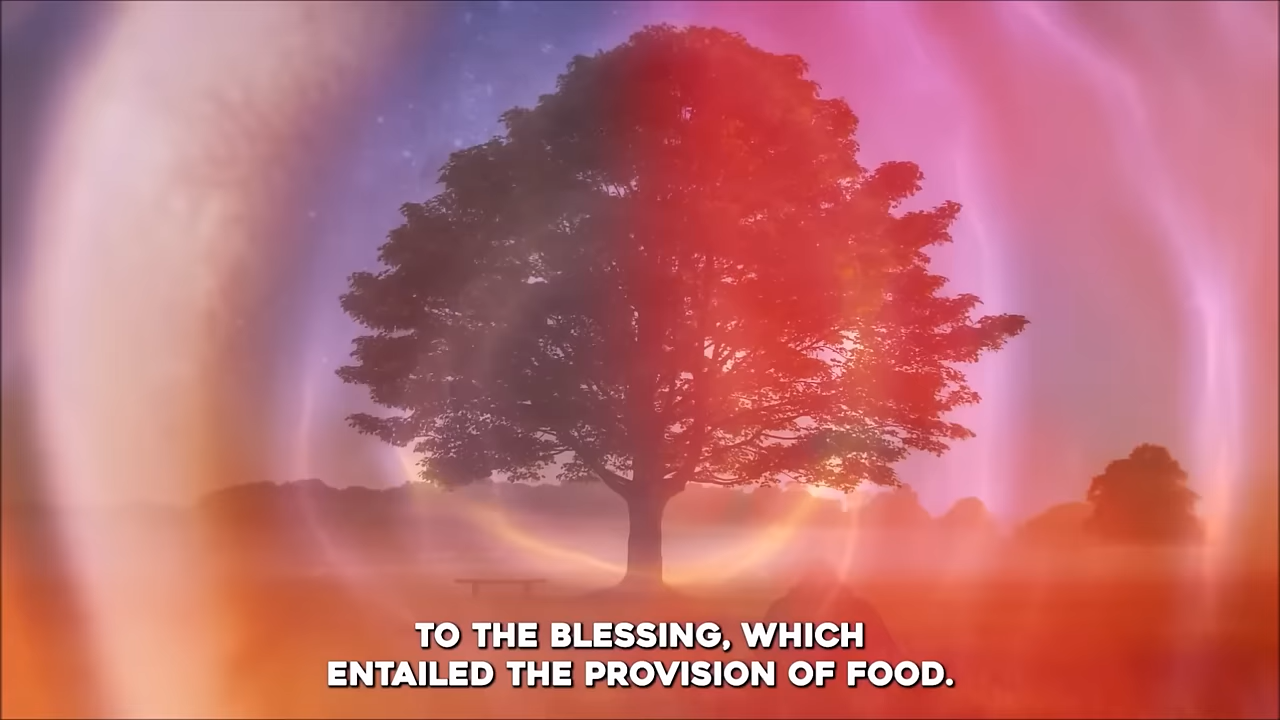 TO THE BLESSING, WHICH
ENTAILED THE PROVISION OF FOOD.